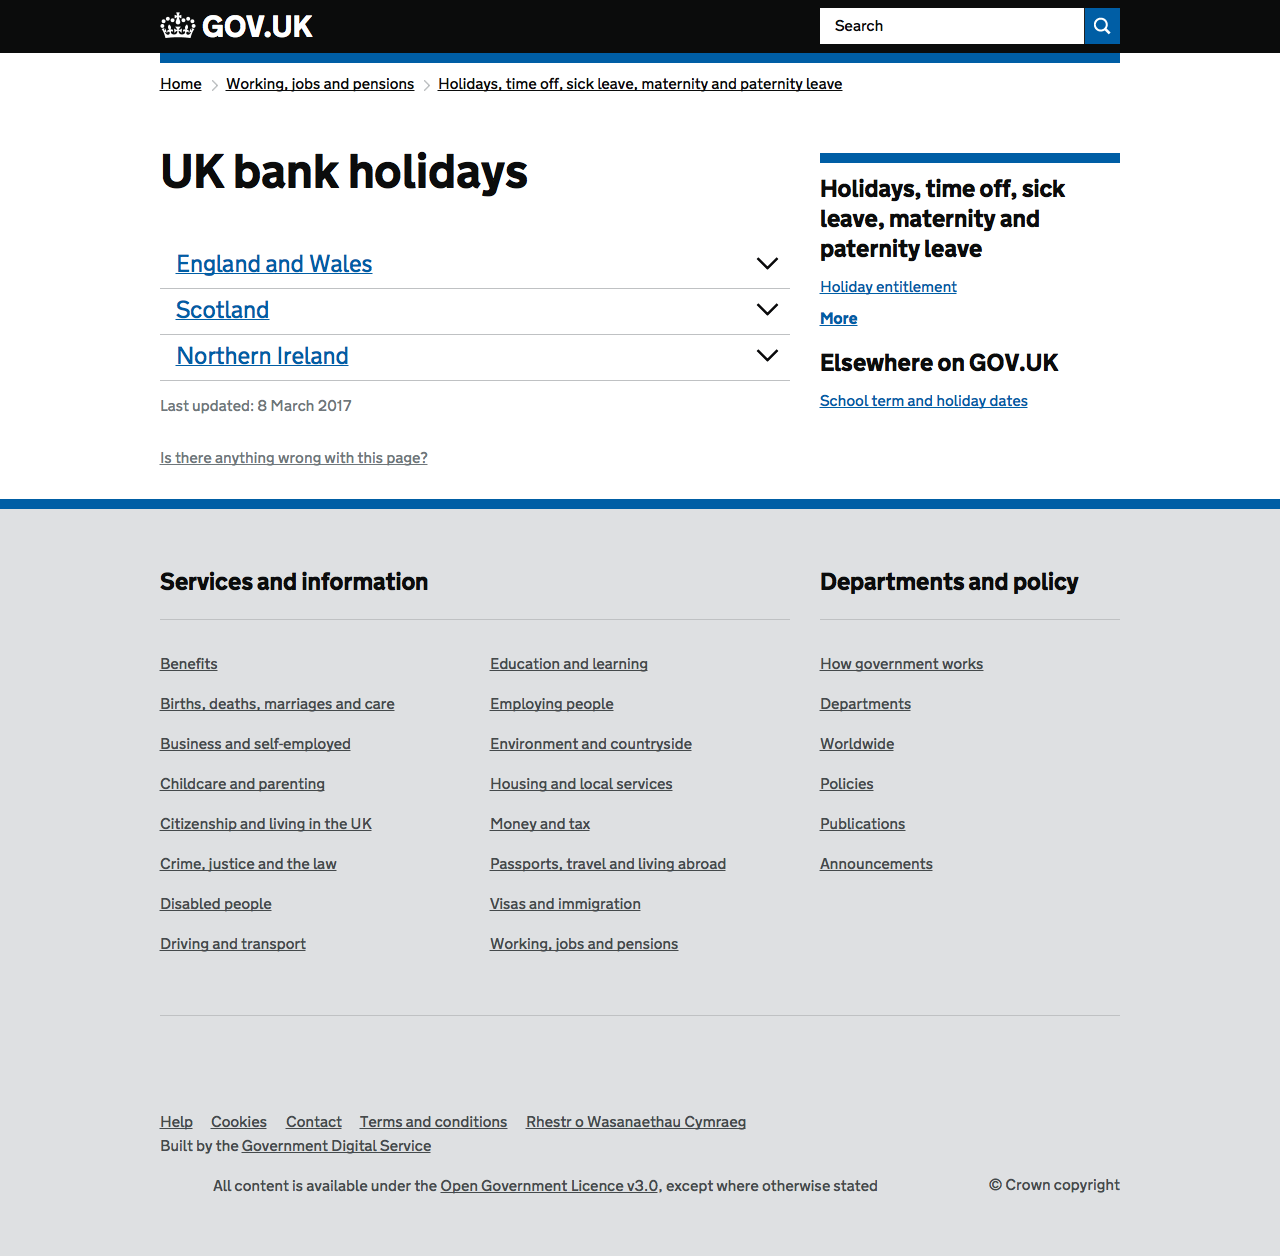 GOV.UK
Search
Home
Working, jobs and pensions
Holidays, time off, sick leave, maternity and paternity leave
UK bank holidays
England and Wales
Scotland
Northern Ireland
Last updated: 8 March 2017
Is there anything wrong with this page?
Holidays, time off, sick
leave, maternity and
paternity leave
Holiday entitlement
More
Elsewhere on GOV.UK
School term and holiday dates
Services and information
Benefits
Births, deaths, marriages and care
Business and self-employed
Childcare and parenting
Citizenship and living in the UK
Crime, justice and the law
Disabled people
Driving and transport
Education and learning
Employing people
Environment and countryside
Housing and local services
Money and tax
Passports, travel and living abroad
Visas and immigration
Working, jobs and pensions
Departments and policy
How government works
Departments
Worldwide
Policies
Publications
Announcements
Help Cookies Contact Terms and conditions Rhestr o Wasanaethau Cymraeg
Built by the Government Digital Service
All content is available under the Open Government Licence v3.0, except where otherwise stated
© Crown copyright